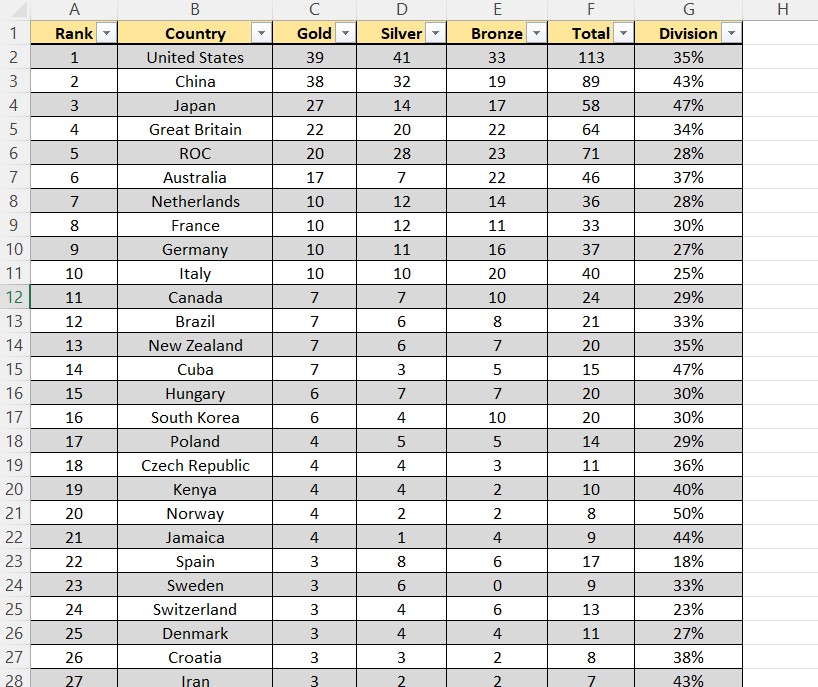 A B C D E F G H
1 Rank Country Gold Silver Bronze Total Division
2 1 United States 39 41 33 113 35%
3 2 China 38 32 19 89 43%
4 3 Japan 27 14 17 58 47%
5 4 Great Britain 22 20 22 64 34%
6 5 ROC 20 28 23 71 28%
7 6 Australia 17 7 22 46 37%
8 7 Netherlands 10 12 14 36 28%
9 8 France 10 12 11 33 30%
10 9 Germany 10 11 16 37 27%
11 10 Italy 10 10 20 40 25%
12 11 Canada 7 7 10 24 29%
13 12 Brazil 7 6 8 21 33%
14 13 New Zealand 7 6 7 20 35%
15 14 Cuba 7 3 5 15 47%
16 15 Hungary 6 7 7 20 30%
17 16 South Korea 6 4 10 20 30%
18 17 Poland 4 5 5 14 29%
19 18 Czech Republic 4 4 3 11 36%
20 19 Kenya 4 4 2 10 40%
21 20 Norway 4 2 2 8 50%
22 21 Jamaica 4 1 4 9 44%
23 22 Spain 3 8 6 17 18%
24 23 Sweden 3 6 0 9 33%
25 24 Switzerland 3 4 6 13 23%
26 25 Denmark 3 4 4 11 27%
27 26 Croatia 3 3 2 8 38%
28 27 Iran 3 2 2 7 43%